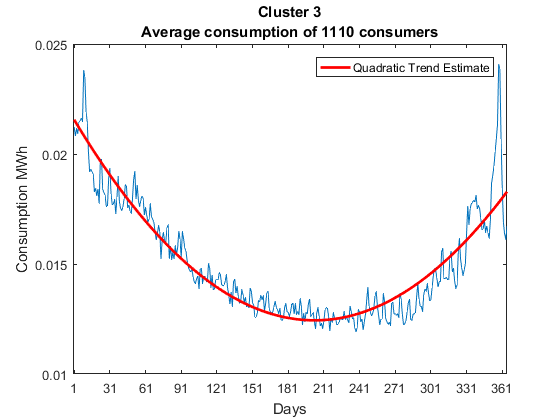 Cluster 3
Average consumption of 1110 consumers
Quadratic Trend Estimate
Consumption MWh
0.025
0.02
0.015
0.01
1 31 61 91 121 151 181 211 241 271 301 331 361
Days